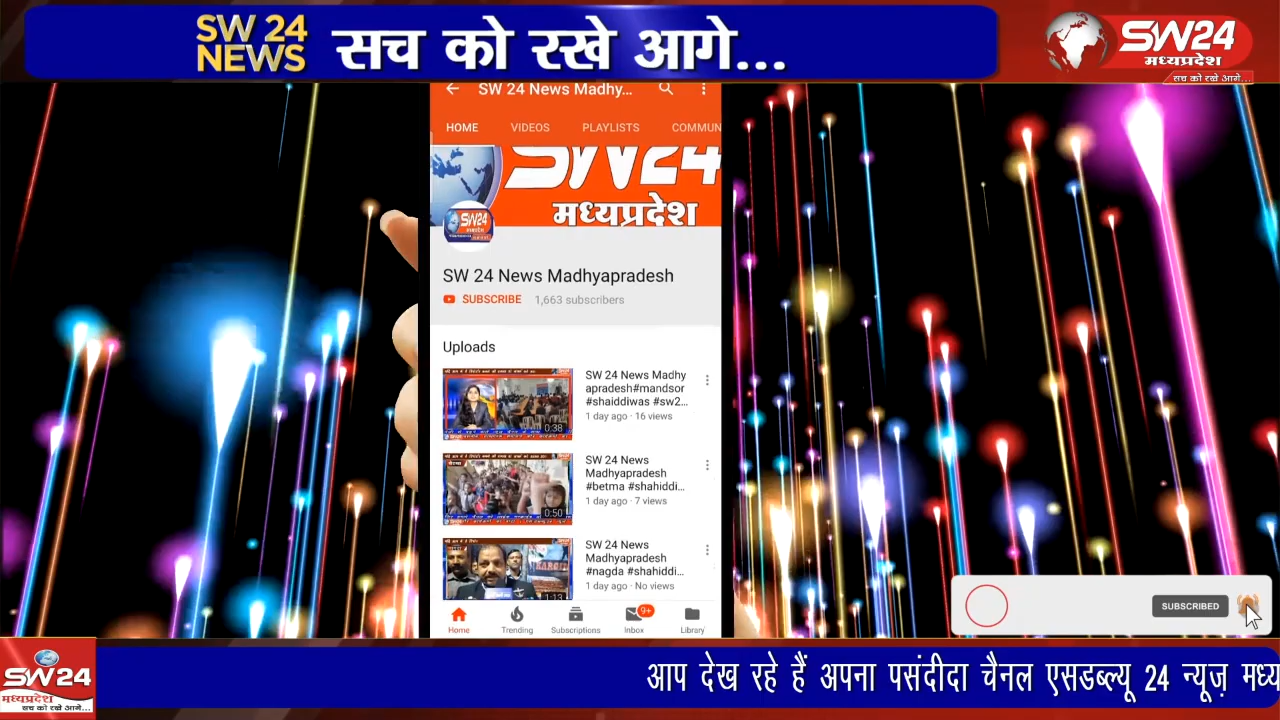 SW 24
NEWS
सच को रखे आगे...
SW24
मध्यप्रदेश
सच को रखे आगे...
SW 24 News Madhy...
HOME VIDEOS PLAYLISTS COMMUN
SW24
मध्यप्रदेश
SW24
SW 24 News Madhyapradesh
SUBSCRIBE 1,663 subscribers
Uploads
SW 24 News Madhy
apradesh#mandsor
#shaiddiwas #sw2...
1 day ago · 16 views
0:38
SW 24 News
Madhyapradesh
#betma #shahiddi...
1 day ago · 7 views
0:50
SW 24 News
Madhyapradesh
#nagda #shahiddi...
1 day ago · No views
1:13
9+
Home Trending Subscriptions Inbox Library
SUBSCRIBED
SW24
मध्यप्रदेश
सच को रखे आगे...
आप देख रहे हैं अपना पसंदीदा चैनल एसडब्ल्यू 24 न्यूज़ मध्य